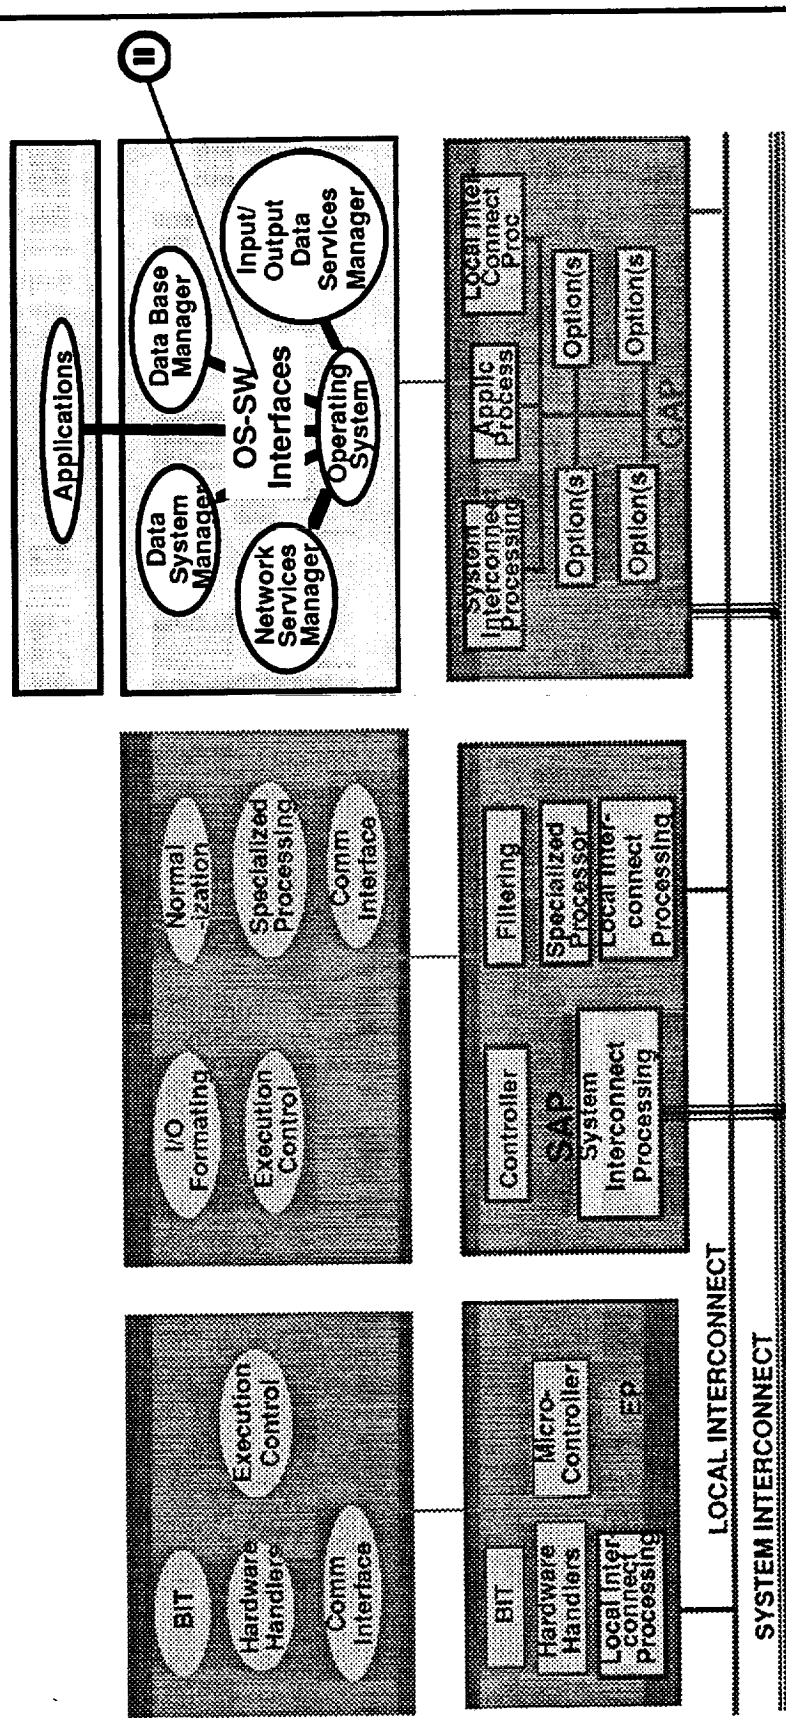 II
Applications
Data
System
Manager
Data Base
Manager
Network
Services
Manager
OS-SW
Interfaces
Operating
System
Input/
Output
Data
Services
Manager
I/O
Formating
Normal
-ization
Execution
Control
Specialized
Processing
Comm
Interface
BIT
Hardware
Handlers
Execution
Control
Comm
Interface
System
Interconnect
Processing
Applic
Process
Local Inter-
Connect
Proc
Option(s
Option(s
Option(s
Option(s
GAP
Controller
Filtering
SAP
Specialized
Processor
System
Interconnect
Processing
Local Inter-
connect
Processing
BIT
Hardware
Handlers
Micro-
Controller
Local Inter
connect
Processing
EP
LOCAL INTERCONNECT
SYSTEM INTERCONNECT